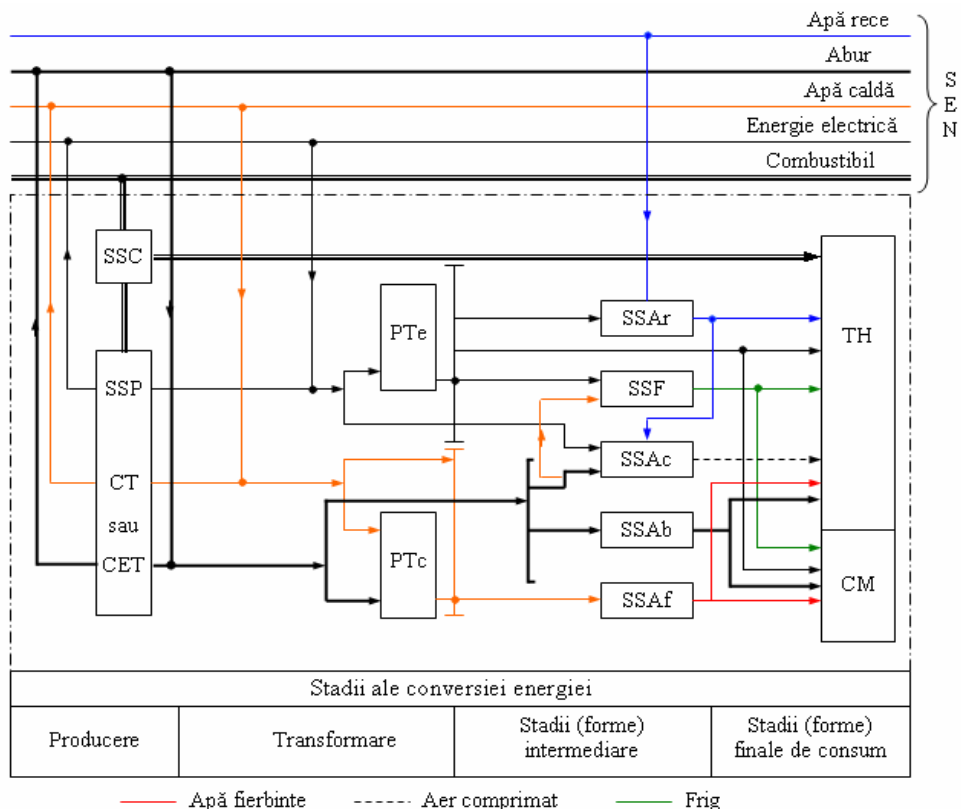 Apă rece
Abur
Apă caldă
Energie electrică
Combustibil
S
E
N
SSC
SSP
CT
sau
CET
PTe
PTc
SSAr
SSF
SSAc
SSAb
SSAf
TH
CM
Stadii ale conversiei energiei
Producere
Transformare
Stadii (forme)
intermediare
Stadii (forme)
finale de consum
Apă fierbinte
Aer comprimat
Frig